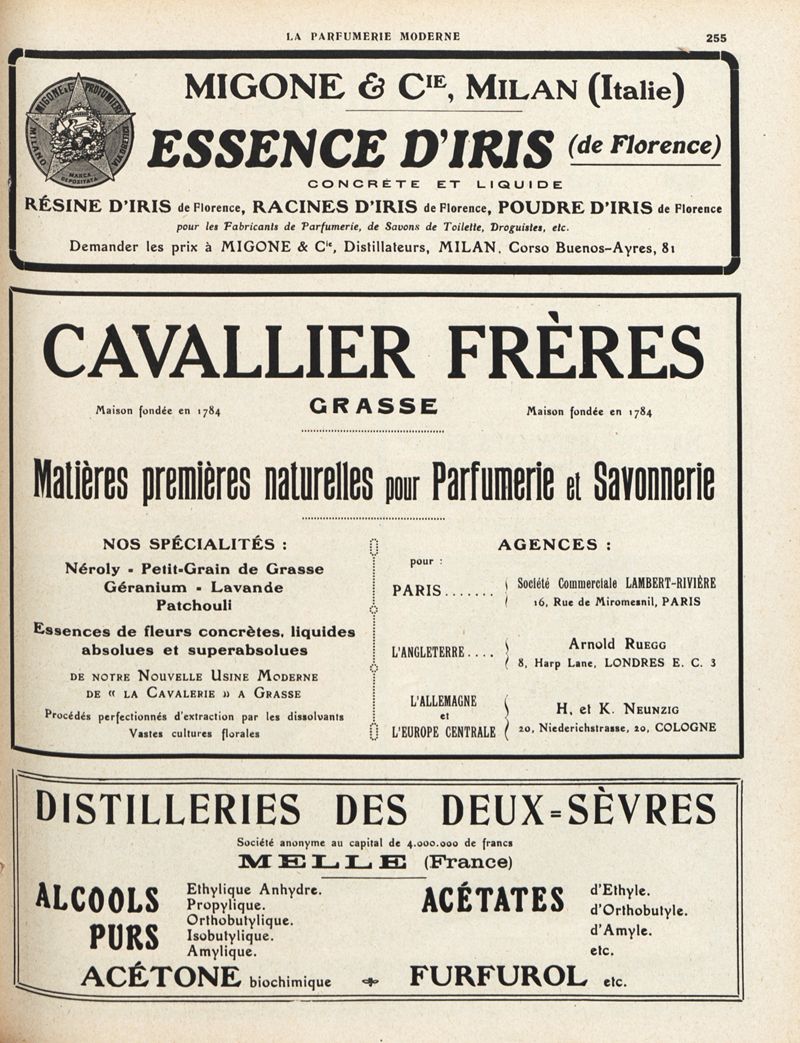 LA PARFUMERIE MODERNE
255
MIGONE & C. PROFUMIERI
MILANO
MARCA
DEPOSITATA
MIGONE & CIE, MILAN (Italie)
ESSENCE D'IRIS (de Florence)
CONCRÈTE ET LIQUIDE
RÉSINE D'IRIS de Florence, RACINES D'IRIS de Florence, POUDRE D'IRIS de Florence
pour les Fabricants de Parfumerie, de Savons de Toilette, Droguistes, etc.
Demander les prix à MIGONE & Cie, Distillateurs, MILAN, Corso Buenos-Ayres, 81
CAVALLIER FRÈRES
Maison fondée en 1784
GRASSE
Maison fondée en 1784
Matières premières naturelles pour Parfumerie et Savonnerie
NOS SPÉCIALITÉS :
Néroly - Petit-Grain de Grasse
Géranium - Lavande
Patchouli
Essences de fleurs concrètes, liquides
absolues et superabsolues
DE NOTRE NOUVELLE USINE MODERNE
DE « LA CAVALERIE » A GRASSE
Procédés perfectionnés d'extraction par les dissolvants
Vastes cultures florales
AGENCES :
pour :
PARIS....... Société Commerciale LAMBERT-RIVIÈRE
16, Rue de Miromesnil, PARIS
L'ANGLETERRE.... Arnold RUEGG
8, Harp Lane, LONDRES E. C. 3
L'ALLEMAGNE
et
L'EUROPE CENTRALE
H. et K. NEUNZIG
20, Niederichstrasse, 20, COLOGNE
DISTILLERIES DES DEUX=SÈVRES
Société anonyme au capital de 4.000.000 de francs
MELLE (France)
ALCOOLS
PURS
Ethylique Anhydre.
Propylique.
Orthobutylique.
Isobutylique.
Amylique.
ACÉTATES
d'Ethyle.
d'Orthobutyle.
d'Amyle.
etc.
ACÉTONE biochimique
FURFUROL etc.